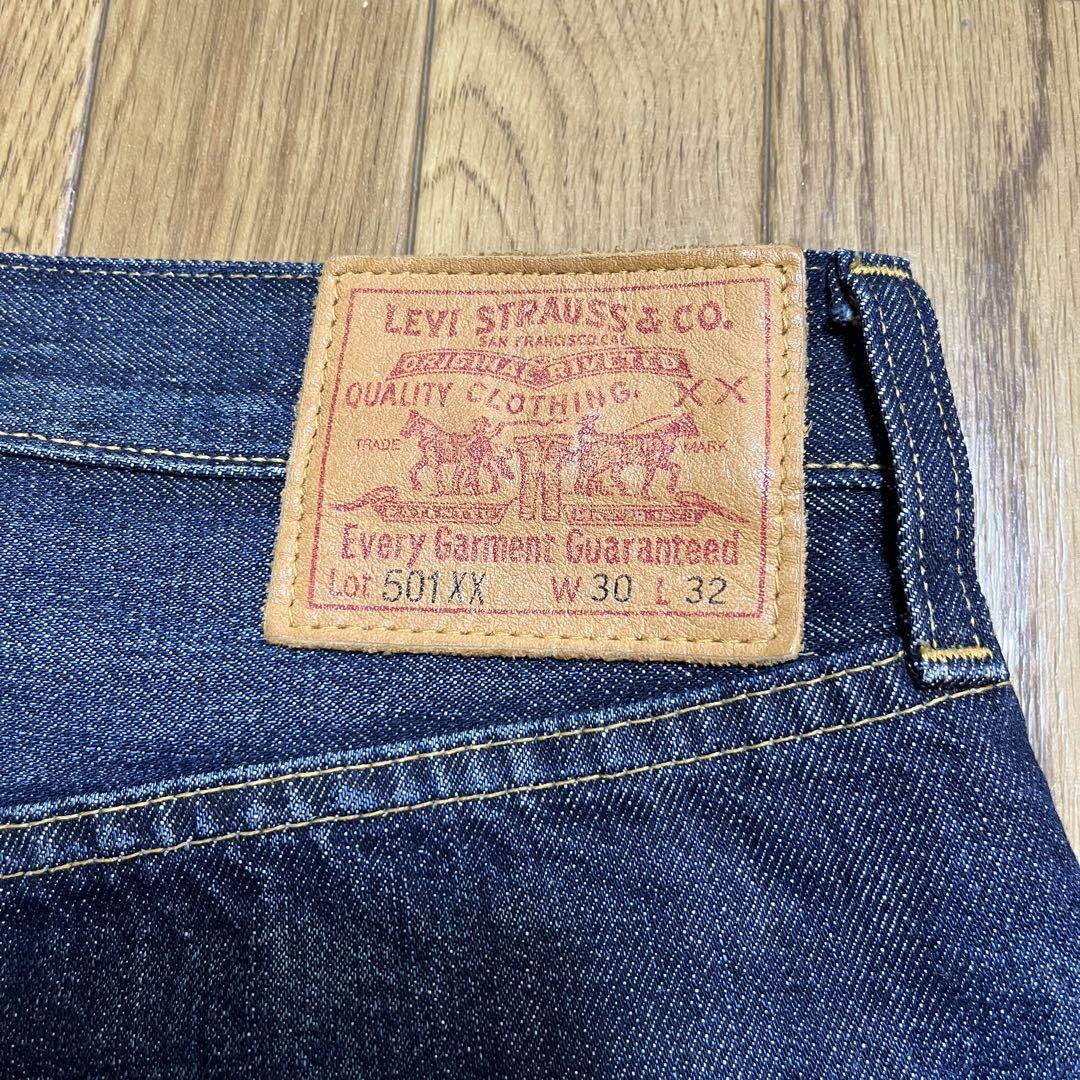 LEVI STRAUSS & CO.
SAN FRANCISCO, CAL.
ORIGINAL RIVETED
QUALITY CLOTHING. XX
TRADE MARK
Every Garment Guaranteed
Lot 501XX W 30 L 32